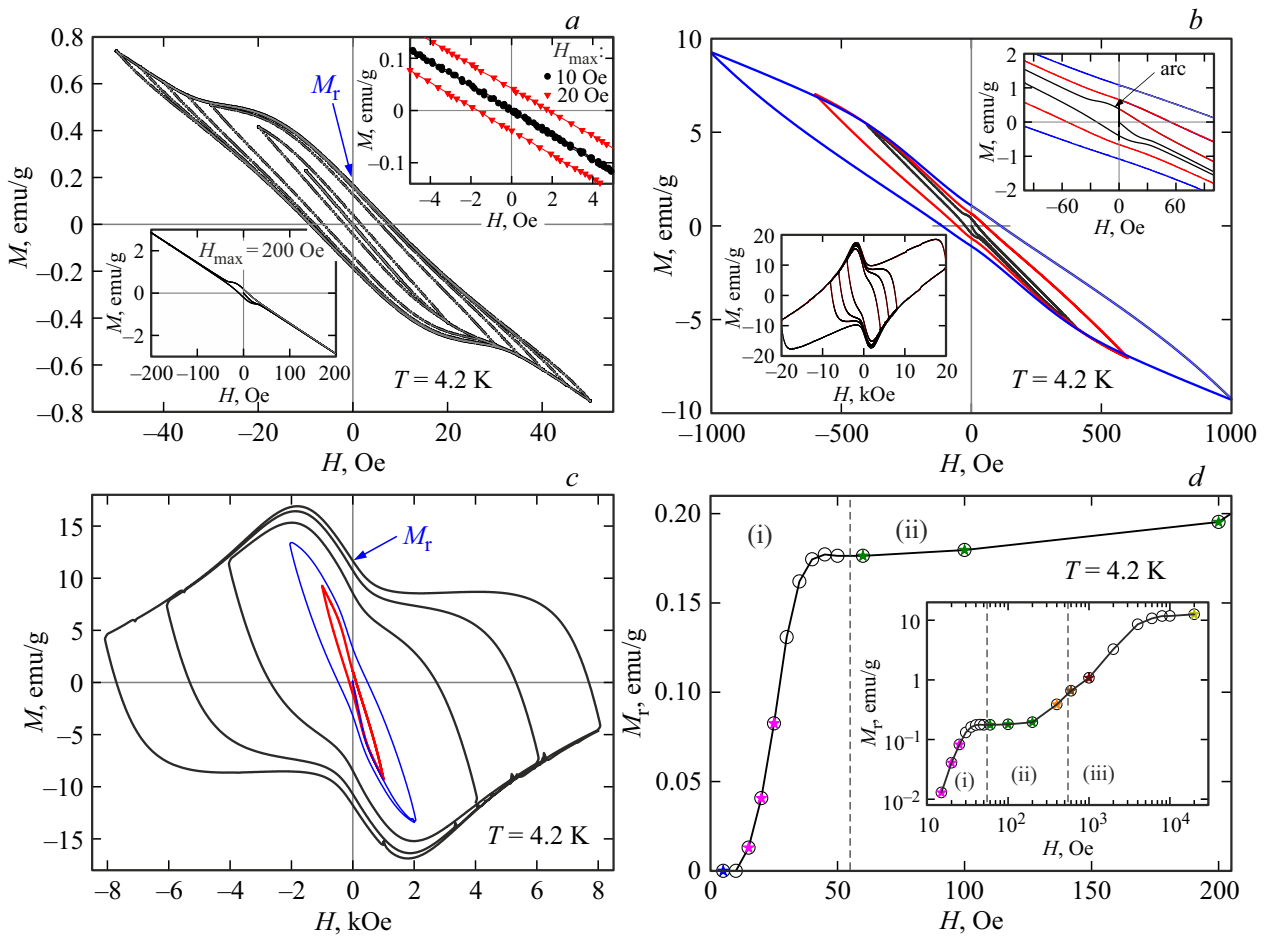 a
0.8
0.6
0.4
0.2
0
–0.2
–0.4
–0.6
–0.8
M, emu/g
–40
–20
0
20
40
H, Oe
Mr
T = 4.2 K
0.1
0
–0.1
M, emu/g
–4
–2
0
2
4
H, Oe
Hmax:
10 Oe
20 Oe
2
0
–2
M, emu/g
Hmax = 200 Oe
–200
–100
0
100
200
H, Oe
b
10
5
0
–5
–10
M, emu/g
–1000
–500
0
500
1000
H, Oe
T = 4.2 K
2
1
0
–1
–2
M, emu/g
arc
–60
0
60
H, Oe
20
10
0
–10
–20
M, emu/g
–20
–10
0
10
20
H, kOe
c
15
10
5
0
–5
–10
–15
M, emu/g
–8
–6
–4
–2
0
2
4
6
8
H, kOe
Mr
T = 4.2 K
d
0.20
0.15
0.10
0.05
0
Mr, emu/g
0
50
100
150
200
H, Oe
(i)
(ii)
T = 4.2 K
10
1
10–1
10–2
Mr, emu/g
(i)
(ii)
(iii)
10
10²
10³
10⁴
H, Oe